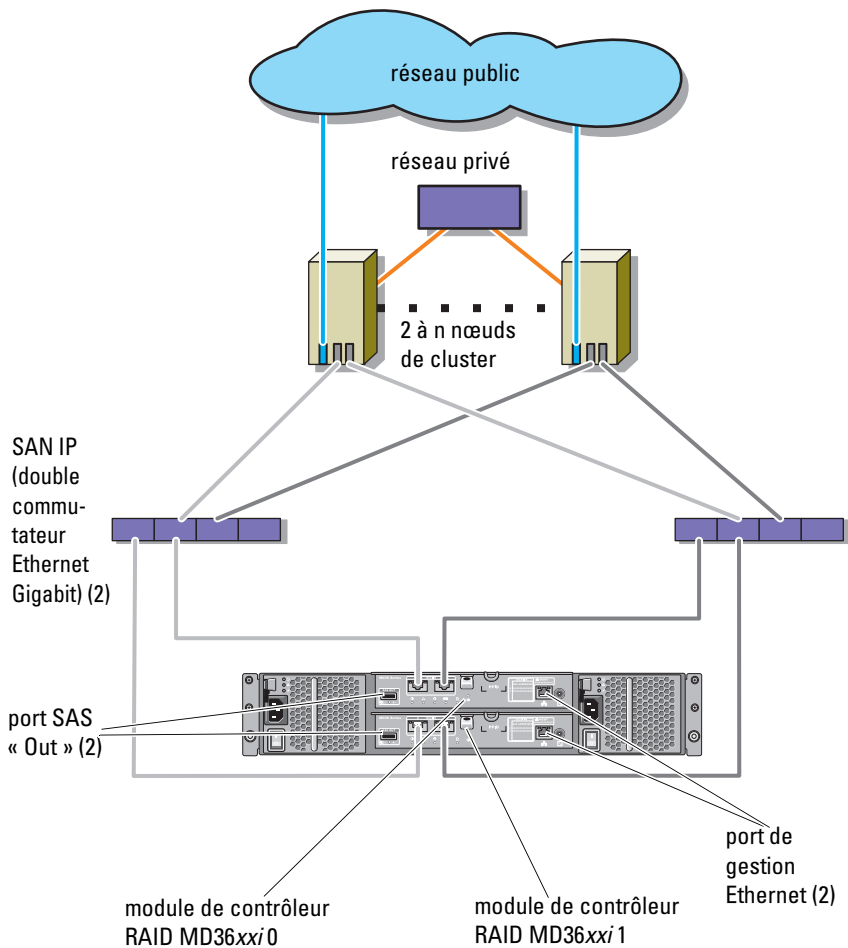 réseau public
réseau privé
2 à n nœuds
de cluster
SAN IP
(double
commu-
tateur
Ethernet
Gigabit) (2)
port SAS
« Out » (2)
port de
gestion
Ethernet (2)
module de contrôleur
RAID MD36xxi 0
module de contrôleur
RAID MD36xxi 1